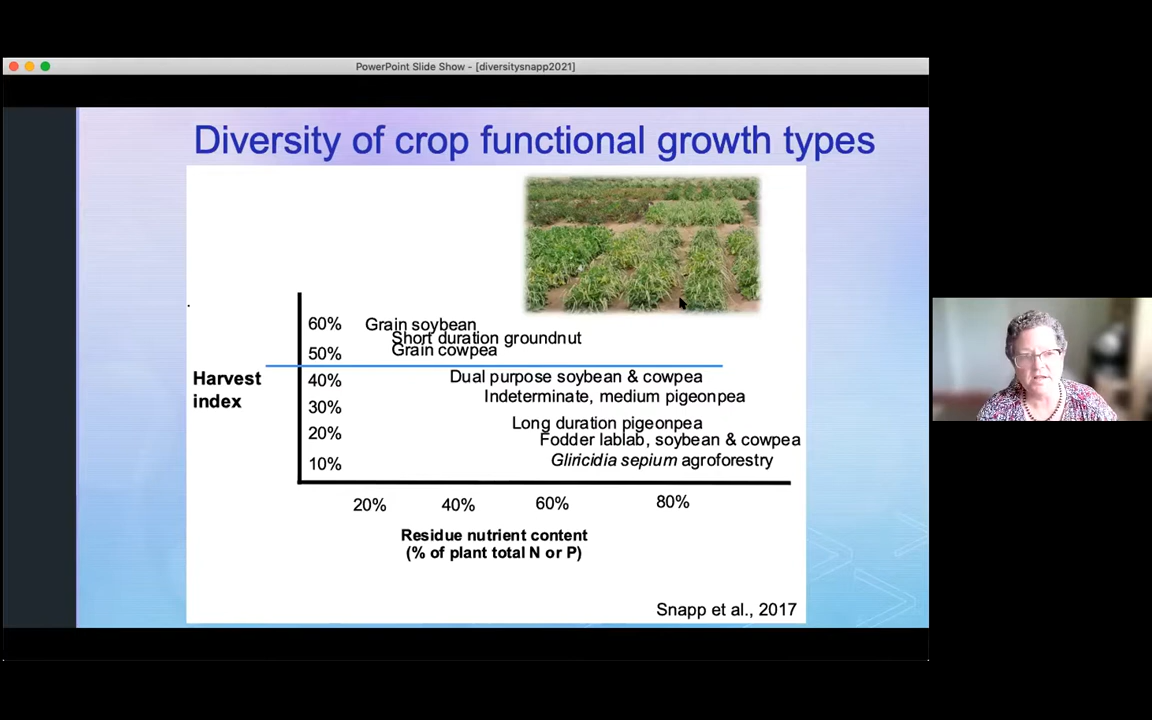 PowerPoint Slide Show - [diversitysnapp2021]
Diversity of crop functional growth types
60%
Grain soybean
Short duration groundnut
50%
Grain cowpea
Harvest
index
40%
Dual purpose soybean & cowpea
30%
Indeterminate, medium pigeonpea
20%
Long duration pigeonpea
Fodder lablab, soybean & cowpea
10%
Gliricidia sepium agroforestry
20% 40% 60% 80%
Residue nutrient content
(% of plant total N or P)
Snapp et al., 2017